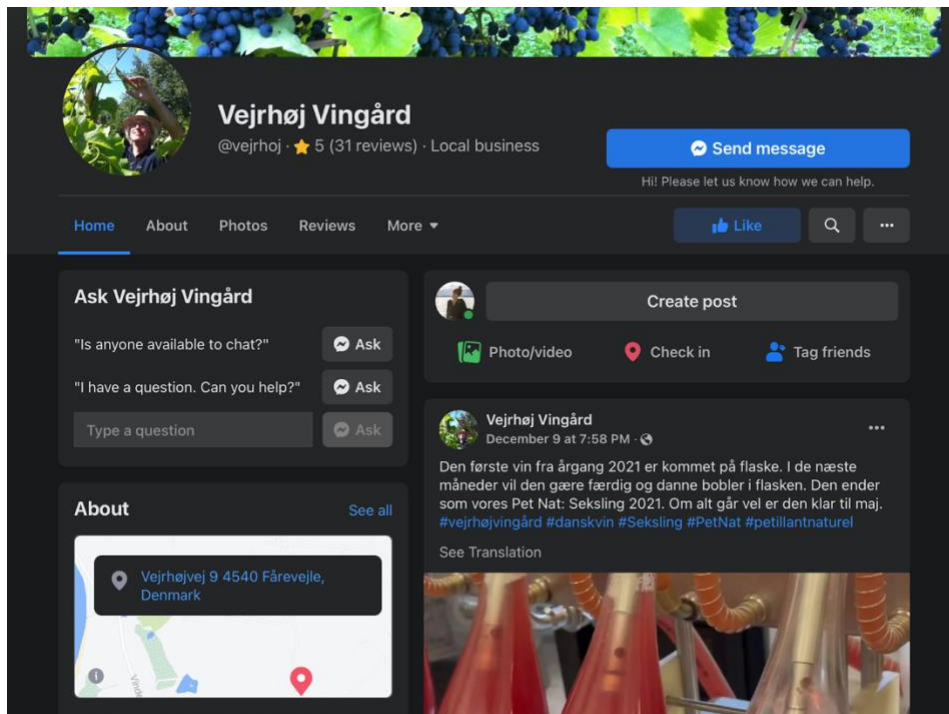 Vejrhøj Vingård
@vejrhoj · 5 (31 reviews) · Local business
Send message
Hi! Please let us know how we can help.
Home About Photos Reviews More
Like
Ask Vejrhøj Vingård
"Is anyone available to chat?" Ask
"I have a question. Can you help?" Ask
Type a question Ask
About See all
Vejrhøjvej 9 4540 Fårevejle,
Denmark
Create post
Photo/video Check in Tag friends
Vejrhøj Vingård
December 9 at 7:58 PM ·
Den første vin fra årgang 2021 er kommet på flaske. I de næste
måneder vil den gære færdig og danne bobler i flasken. Den ender
som vores Pet Nat: Seksling 2021. Om alt går vel er den klar til maj.
#vejrhøjvingård #danskvin #Seksling #PetNat #petillantnaturel
See Translation